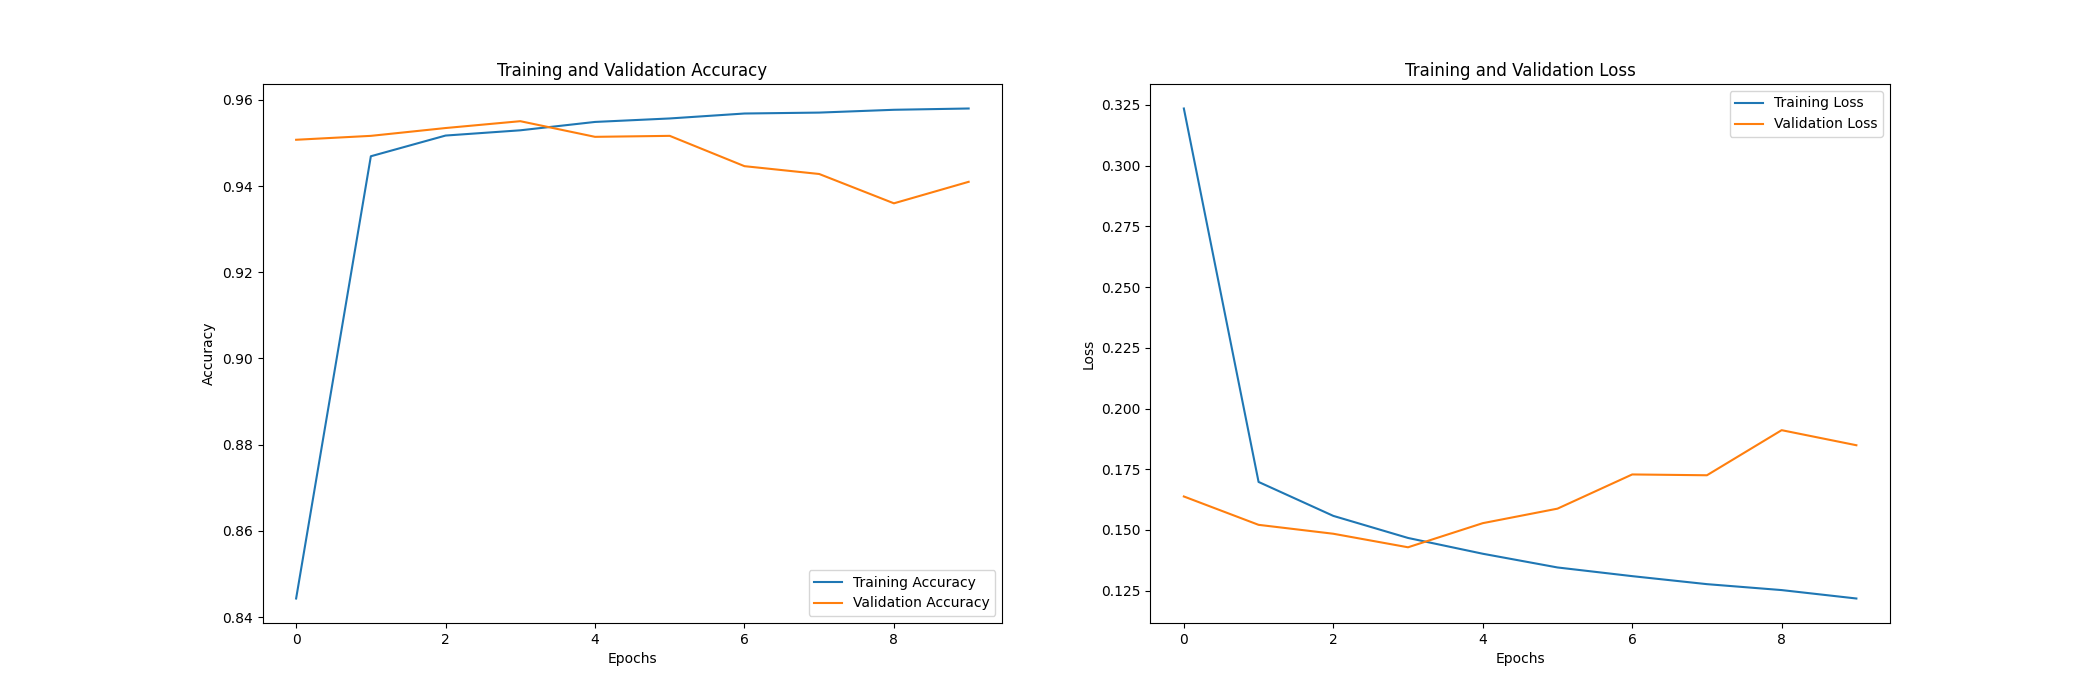 Training and Validation Accuracy
0.96
0.94
0.92
0.90
0.88
0.86
0.84
Accuracy
0 2 4 6 8
Epochs
Training Accuracy
Validation Accuracy
Training and Validation Loss
0.325
0.300
0.275
0.250
0.225
0.200
0.175
0.150
0.125
Loss
0 2 4 6 8
Epochs
Training Loss
Validation Loss